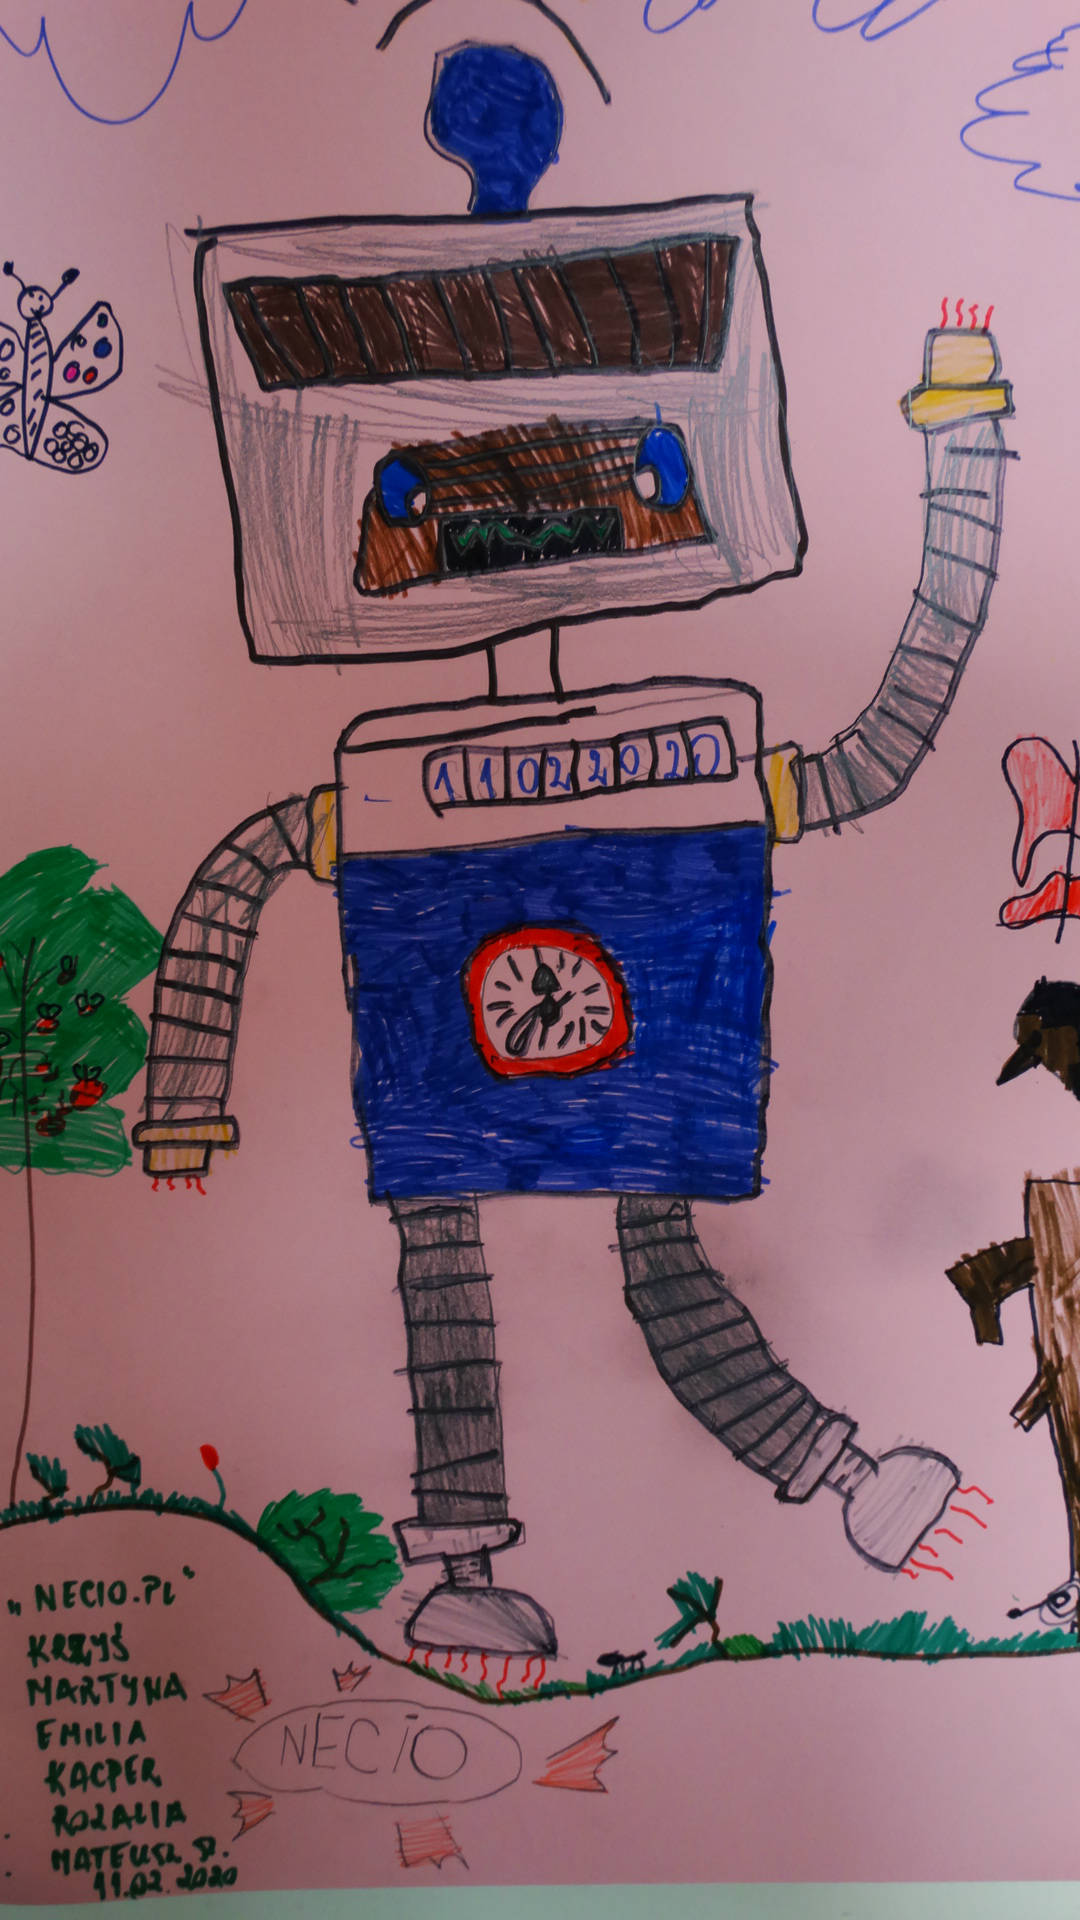 11022020
„NECIO.PL"
KRZYŚ
MARTYNA
EMILIA
KACPER
ROZALIA
MATEUSZ P.
11.02.2020
NECIO